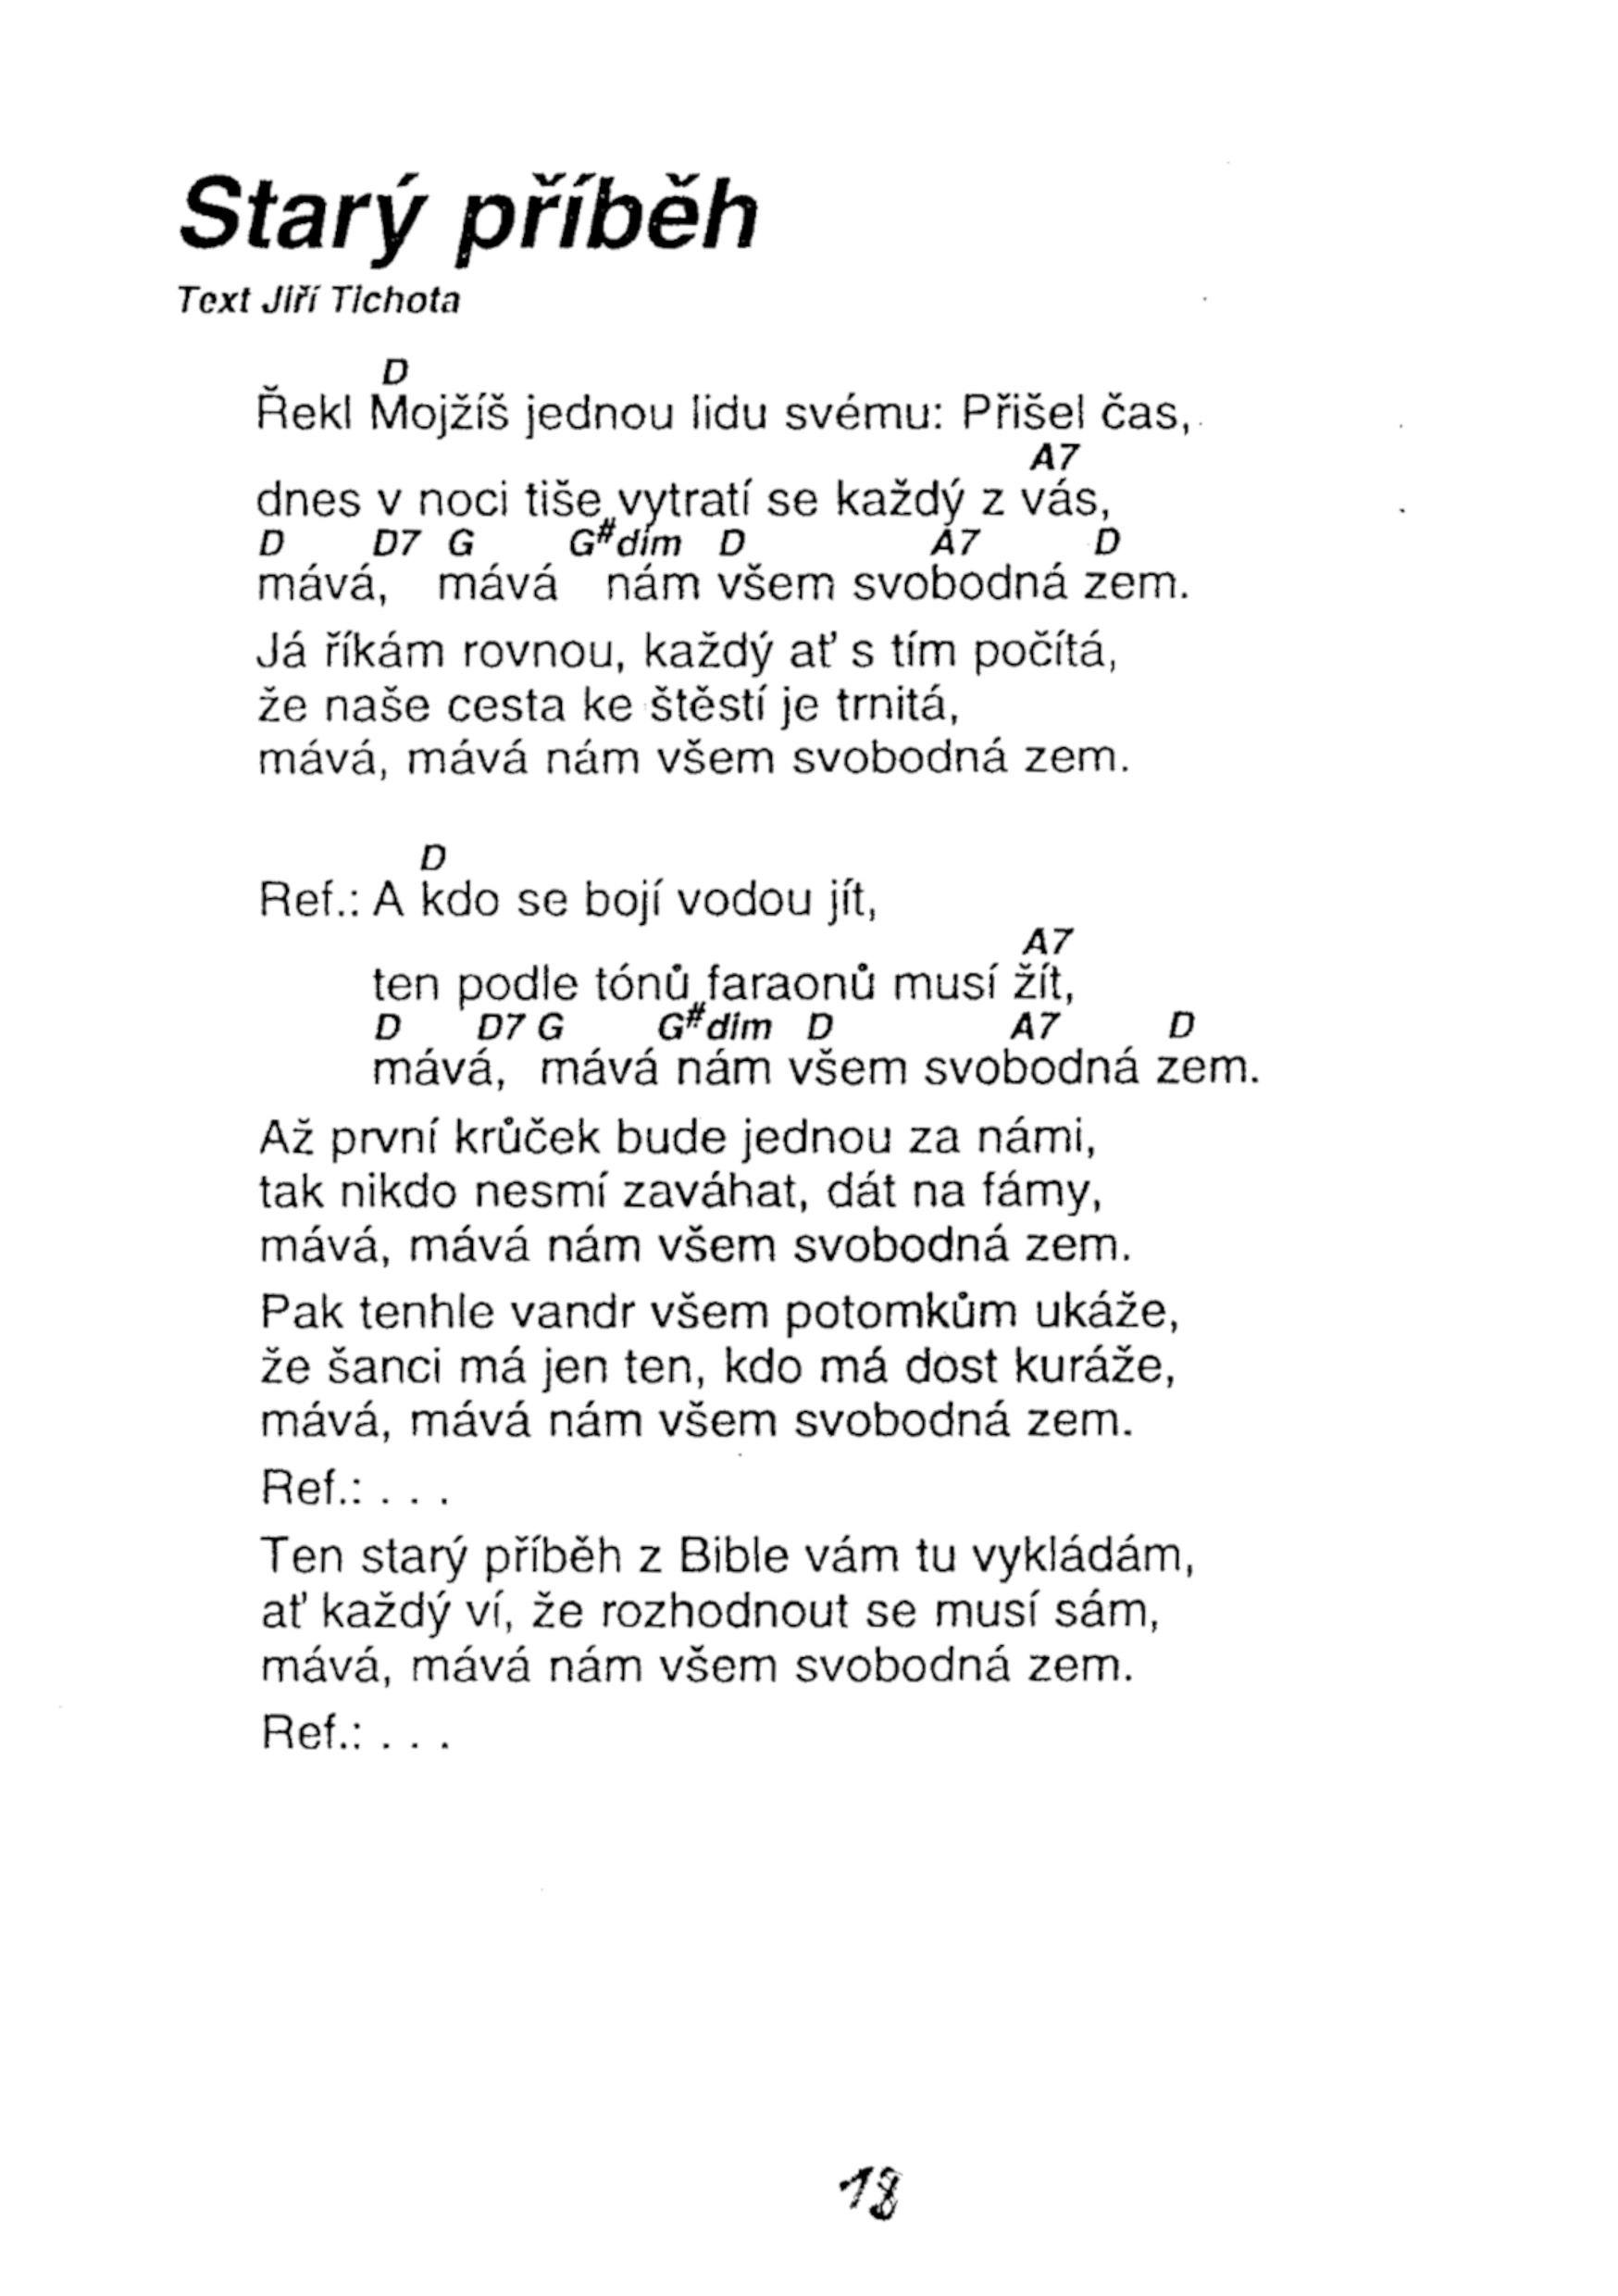 Starý příběh
Text Jiří Tichota
D
Řekl Mojžíš jednou lidu svému: Přišel čas,
A7
dnes v noci tiše vytratí se každý z vás,
D D7 G G#dim D A7 D
mává, mává nám všem svobodná zem.
Já říkám rovnou, každý ať s tím počítá,
že naše cesta ke štěstí je trnitá,
mává, mává nám všem svobodná zem.
D
Ref.: A kdo se bojí vodou jít,
A7
ten podle tónů faraonů musí žít,
D D7 G G#dim D A7 D
mává, mává nám všem svobodná zem.
Až první krůček bude jednou za námi,
tak nikdo nesmí zaváhat, dát na fámy,
mává, mává nám všem svobodná zem.
Pak tenhle vandr všem potomkům ukáže,
že šanci má jen ten, kdo má dost kuráže,
mává, mává nám všem svobodná zem.
Ref.: . . .
Ten starý příběh z Bible vám tu vykládám,
ať každý ví, že rozhodnout se musí sám,
mává, mává nám všem svobodná zem.
Ref.: . . .
18